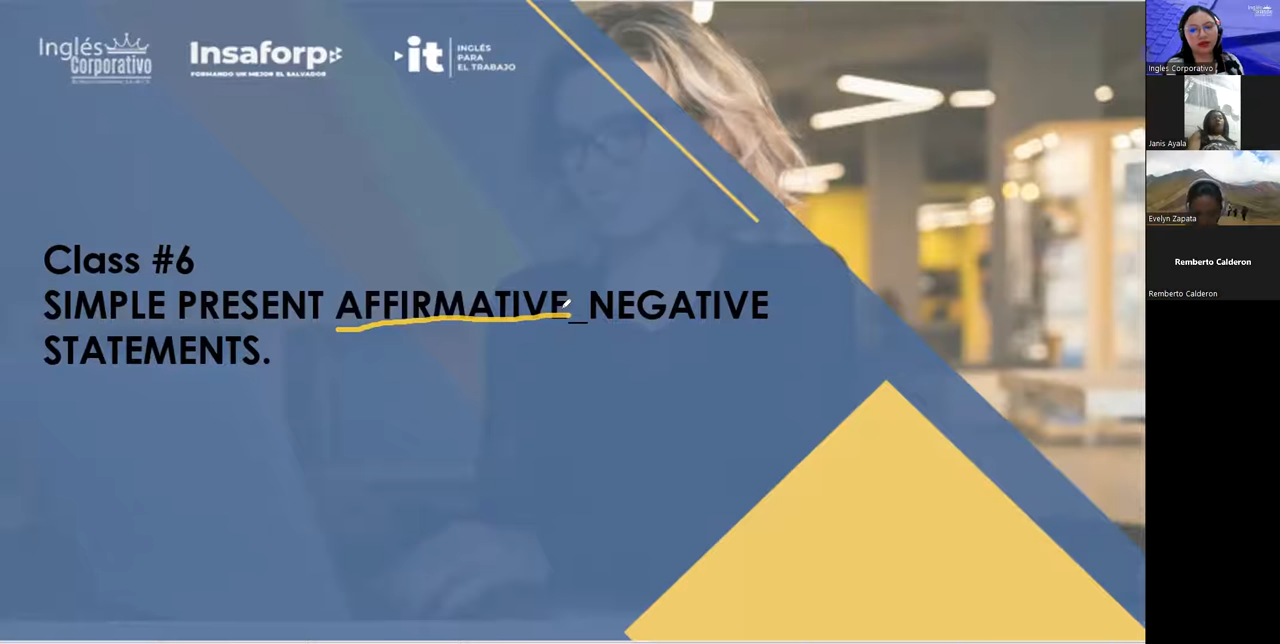 Inglés
Corporativo
Insaforp
FORMANDO UN MEJOR EL SALVADOR
it
INGLÉS
PARA
EL TRABAJO
Class #6
SIMPLE PRESENT AFFIRMATIVE_NEGATIVE
STATEMENTS.
Ingles Corporativo
Janis Ayala
Evelyn Zapata
Remberto Calderon
Remberto Calderon